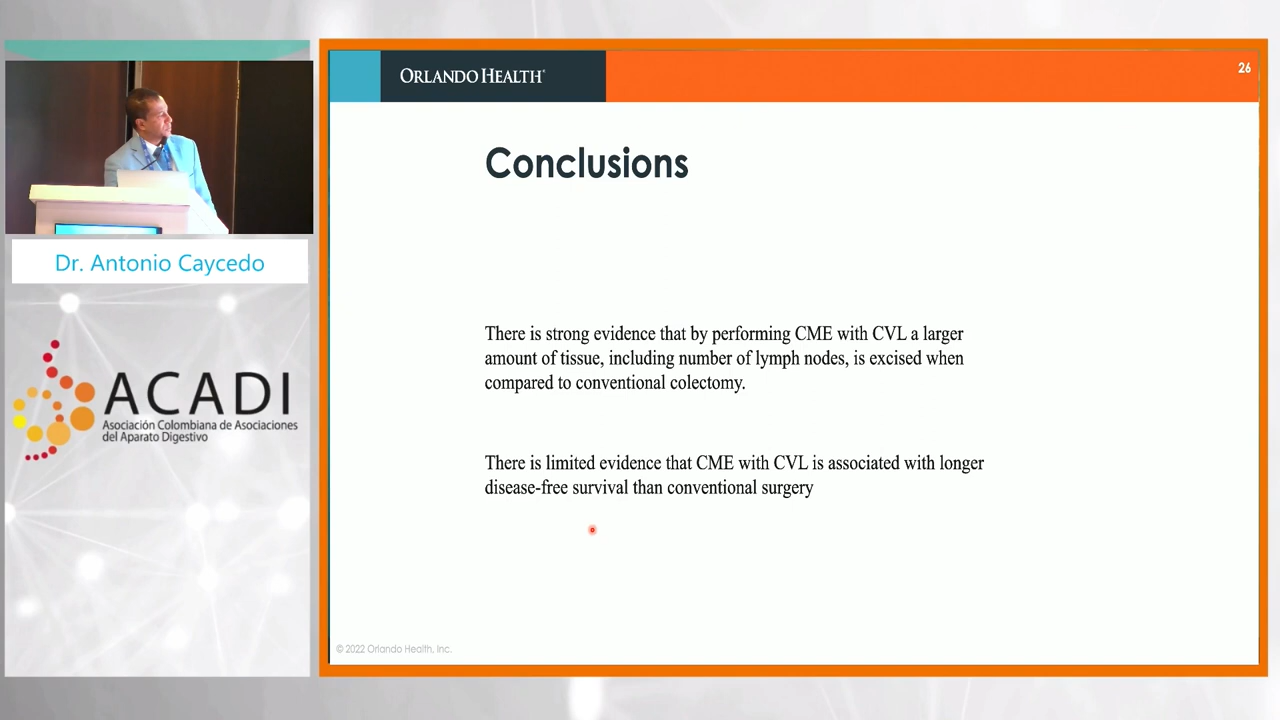 ORLANDO HEALTH®
26
Conclusions
There is strong evidence that by performing CME with CVL a larger
amount of tissue, including number of lymph nodes, is excised when
compared to conventional colectomy.
There is limited evidence that CME with CVL is associated with longer
disease-free survival than conventional surgery
© 2022 Orlando Health, Inc.
Dr. Antonio Caycedo
ACADI
Asociación Colombiana de Asociaciones
del Aparato Digestivo